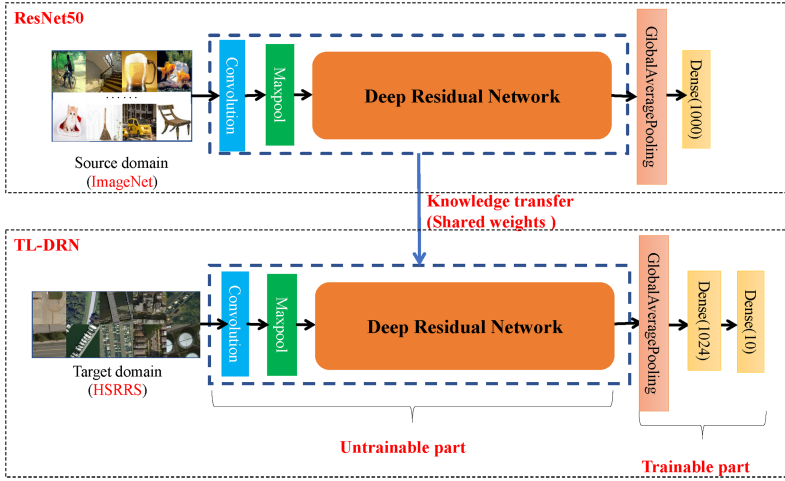 ResNet50
Convolution
Maxpool
Deep Residual Network
GlobalAveragePooling
Dense(1000)
. . . . . .
Source domain
(ImageNet)
Knowledge transfer
(Shared weights )
TL-DRN
Convolution
Maxpool
Deep Residual Network
GlobalAveragePooling
Dense(1024)
Dense(10)
Target domain
(HSRRS)
Untrainable part
Trainable part